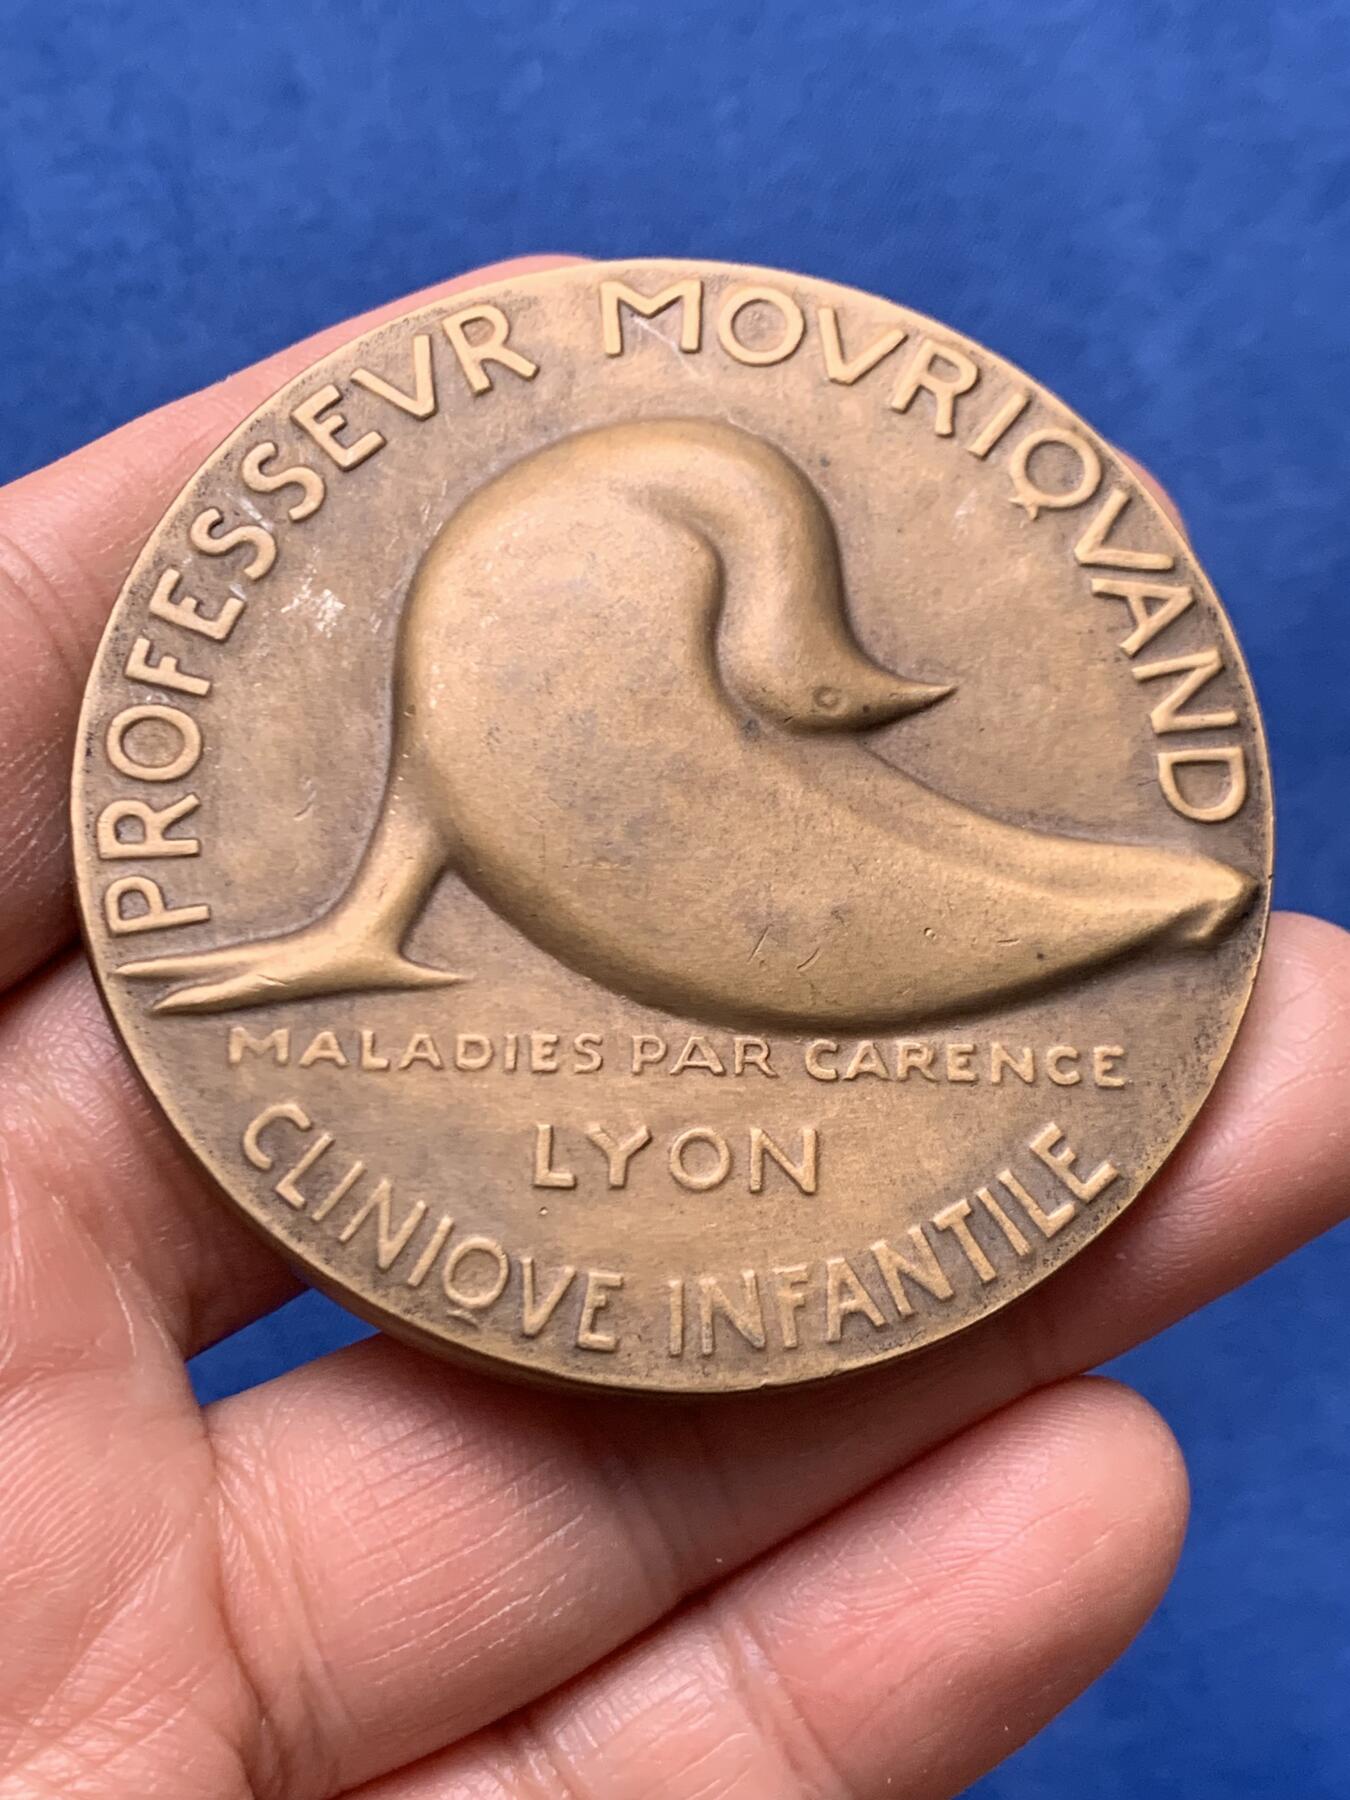 PROFESSEVR MOVRIQVAND
MALADIES PAR CARENCE
LYON
CLINIQVE INFANTILE